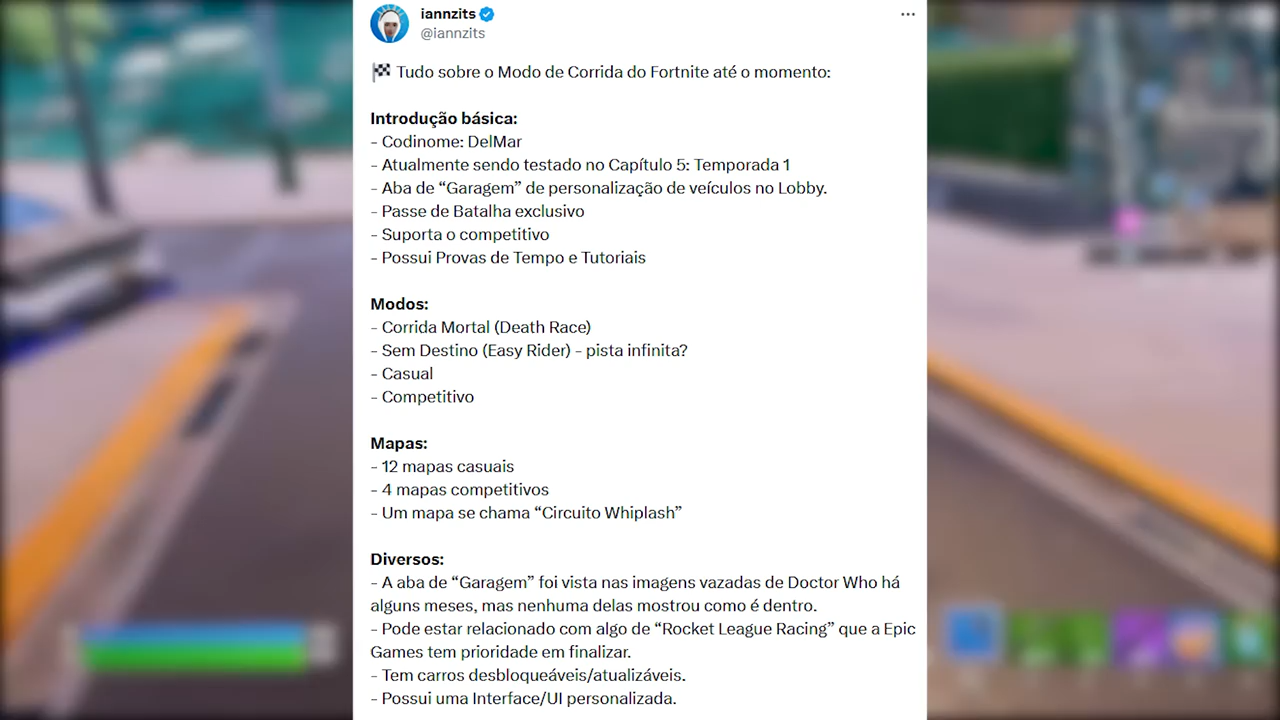 iannzits
@iannzits
🏁 Tudo sobre o Modo de Corrida do Fortnite até o momento:
Introdução básica:
- Codinome: DelMar
- Atualmente sendo testado no Capítulo 5: Temporada 1
- Aba de “Garagem” de personalização de veículos no Lobby.
- Passe de Batalha exclusivo
- Suporta o competitivo
- Possui Provas de Tempo e Tutoriais
Modos:
- Corrida Mortal (Death Race)
- Sem Destino (Easy Rider) - pista infinita?
- Casual
- Competitivo
Mapas:
- 12 mapas casuais
- 4 mapas competitivos
- Um mapa se chama “Circuito Whiplash”
Diversos:
- A aba de “Garagem” foi vista nas imagens vazadas de Doctor Who há
alguns meses, mas nenhuma delas mostrou como é dentro.
- Pode estar relacionado com algo de “Rocket League Racing” que a Epic
Games tem prioridade em finalizar.
- Tem carros desbloqueáveis/atualizáveis.
- Possui uma Interface/UI personalizada.